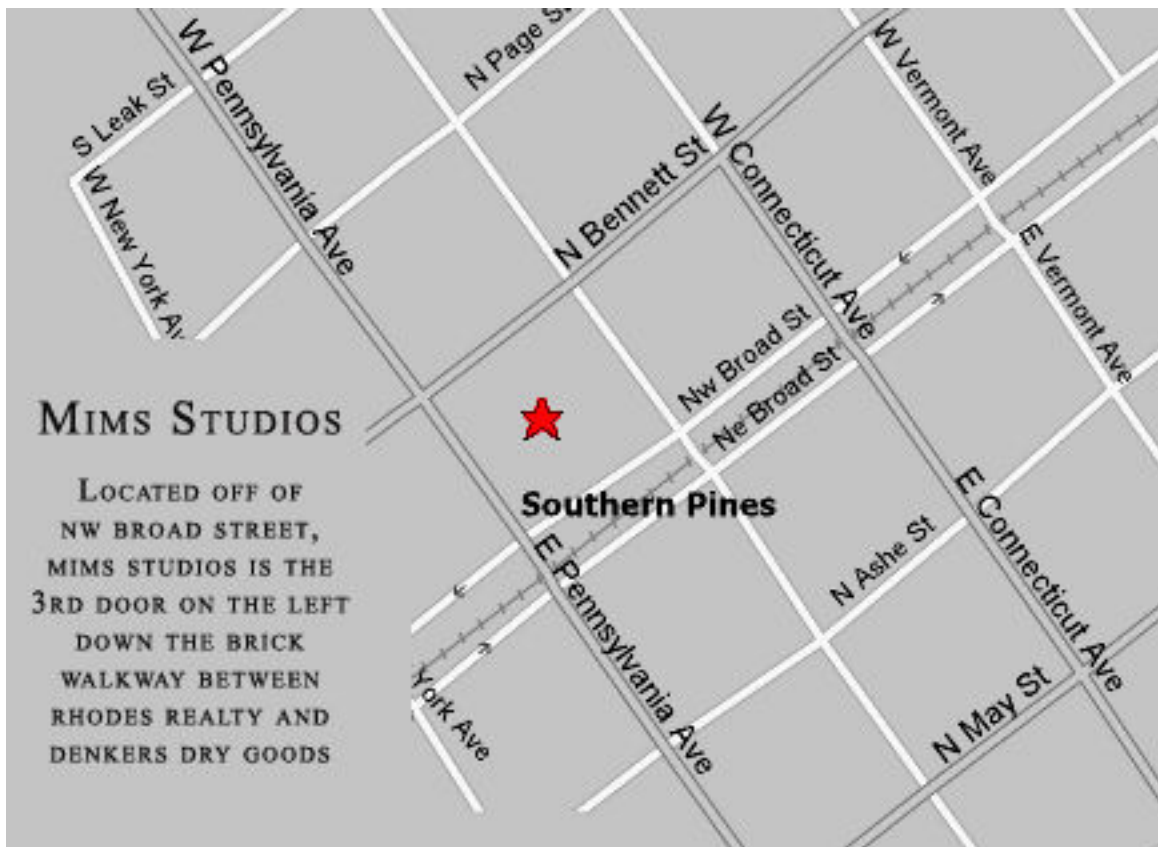 W Pennsylvania Ave
N Page St
S Leak St
W New York Av
N Bennett St
W Connecticut Ave
W Vermont Ave
E Vermont Ave
Nw Broad St
Ne Broad St
Mims Studios
Located off of
NW Broad Street,
Mims Studios is the
3rd door on the left
down the brick
walkway between
Rhodes Realty and
Denkers Dry Goods
Southern Pines
E Pennsylvania Ave
N Ashe St
E Connecticut Ave
N May St
York Ave